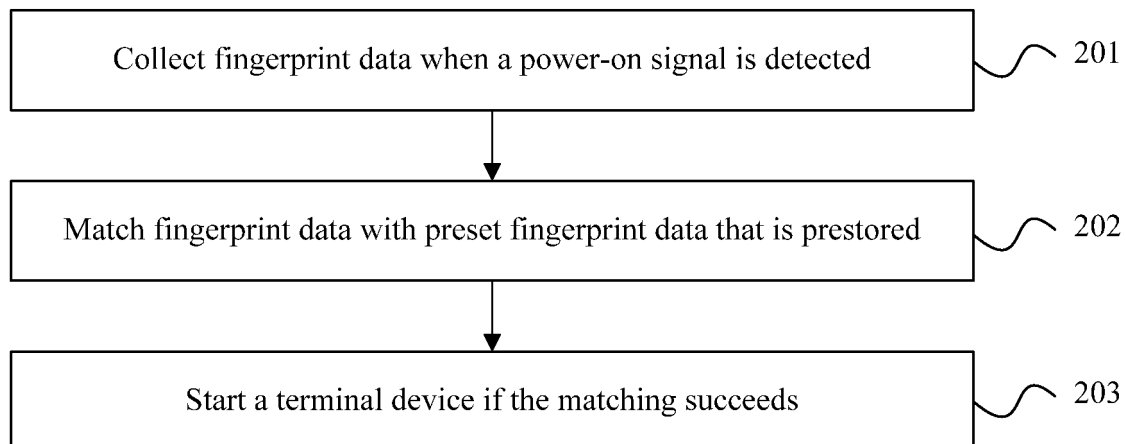 Collect fingerprint data when a power-on signal is detected
201
Match fingerprint data with preset fingerprint data that is prestored
202
Start a terminal device if the matching succeeds
203